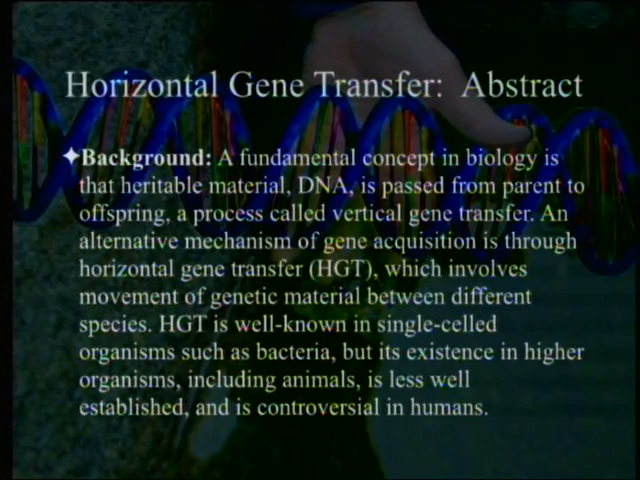 Horizontal Gene Transfer: Abstract
✦Background: A fundamental concept in biology is
that heritable material, DNA, is passed from parent to
offspring, a process called vertical gene transfer. An
alternative mechanism of gene acquisition is through
horizontal gene transfer (HGT), which involves
movement of genetic material between different
species. HGT is well-known in single-celled
organisms such as bacteria, but its existence in higher
organisms, including animals, is less well
established, and is controversial in humans.